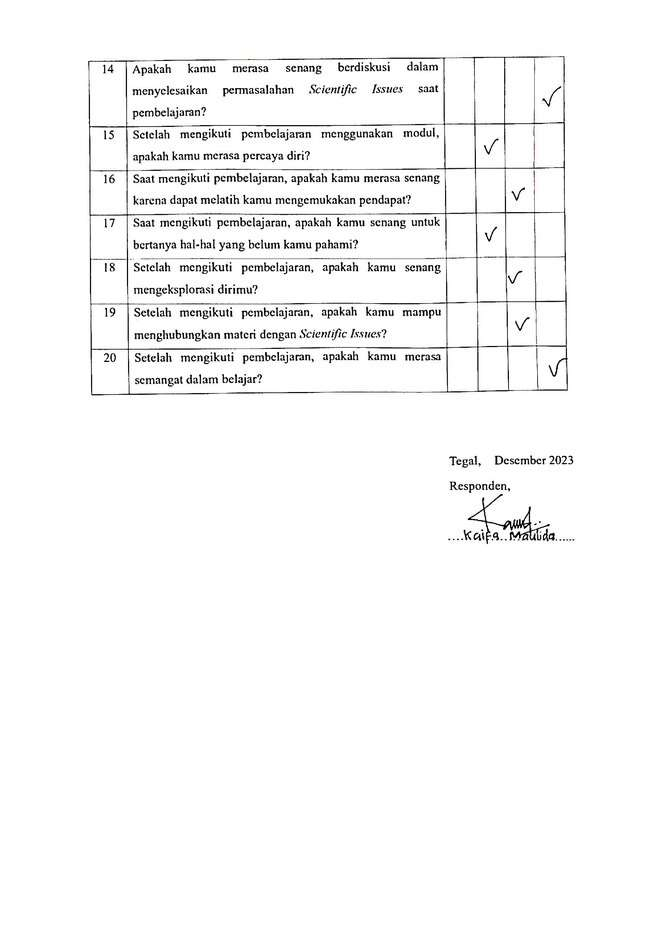 14 Apakah kamu merasa senang berdiskusi dalam
menyelesaikan permasalahan Scientific Issues saat
pembelajaran?
√
15 Setelah mengikuti pembelajaran menggunakan modul,
apakah kamu merasa percaya diri?
√
16 Saat mengikuti pembelajaran, apakah kamu merasa senang
karena dapat melatih kamu mengemukakan pendapat?
√
17 Saat mengikuti pembelajaran, apakah kamu senang untuk
bertanya hal-hal yang belum kamu pahami?
√
18 Setelah mengikuti pembelajaran, apakah kamu senang
mengeksplorasi dirimu?
√
19 Setelah mengikuti pembelajaran, apakah kamu mampu
menghubungkan materi dengan Scientific Issues?
√
20 Setelah mengikuti pembelajaran, apakah kamu merasa
semangat dalam belajar?
√
Tegal, Desember 2023
Responden,
....Kaifa..Maulida......